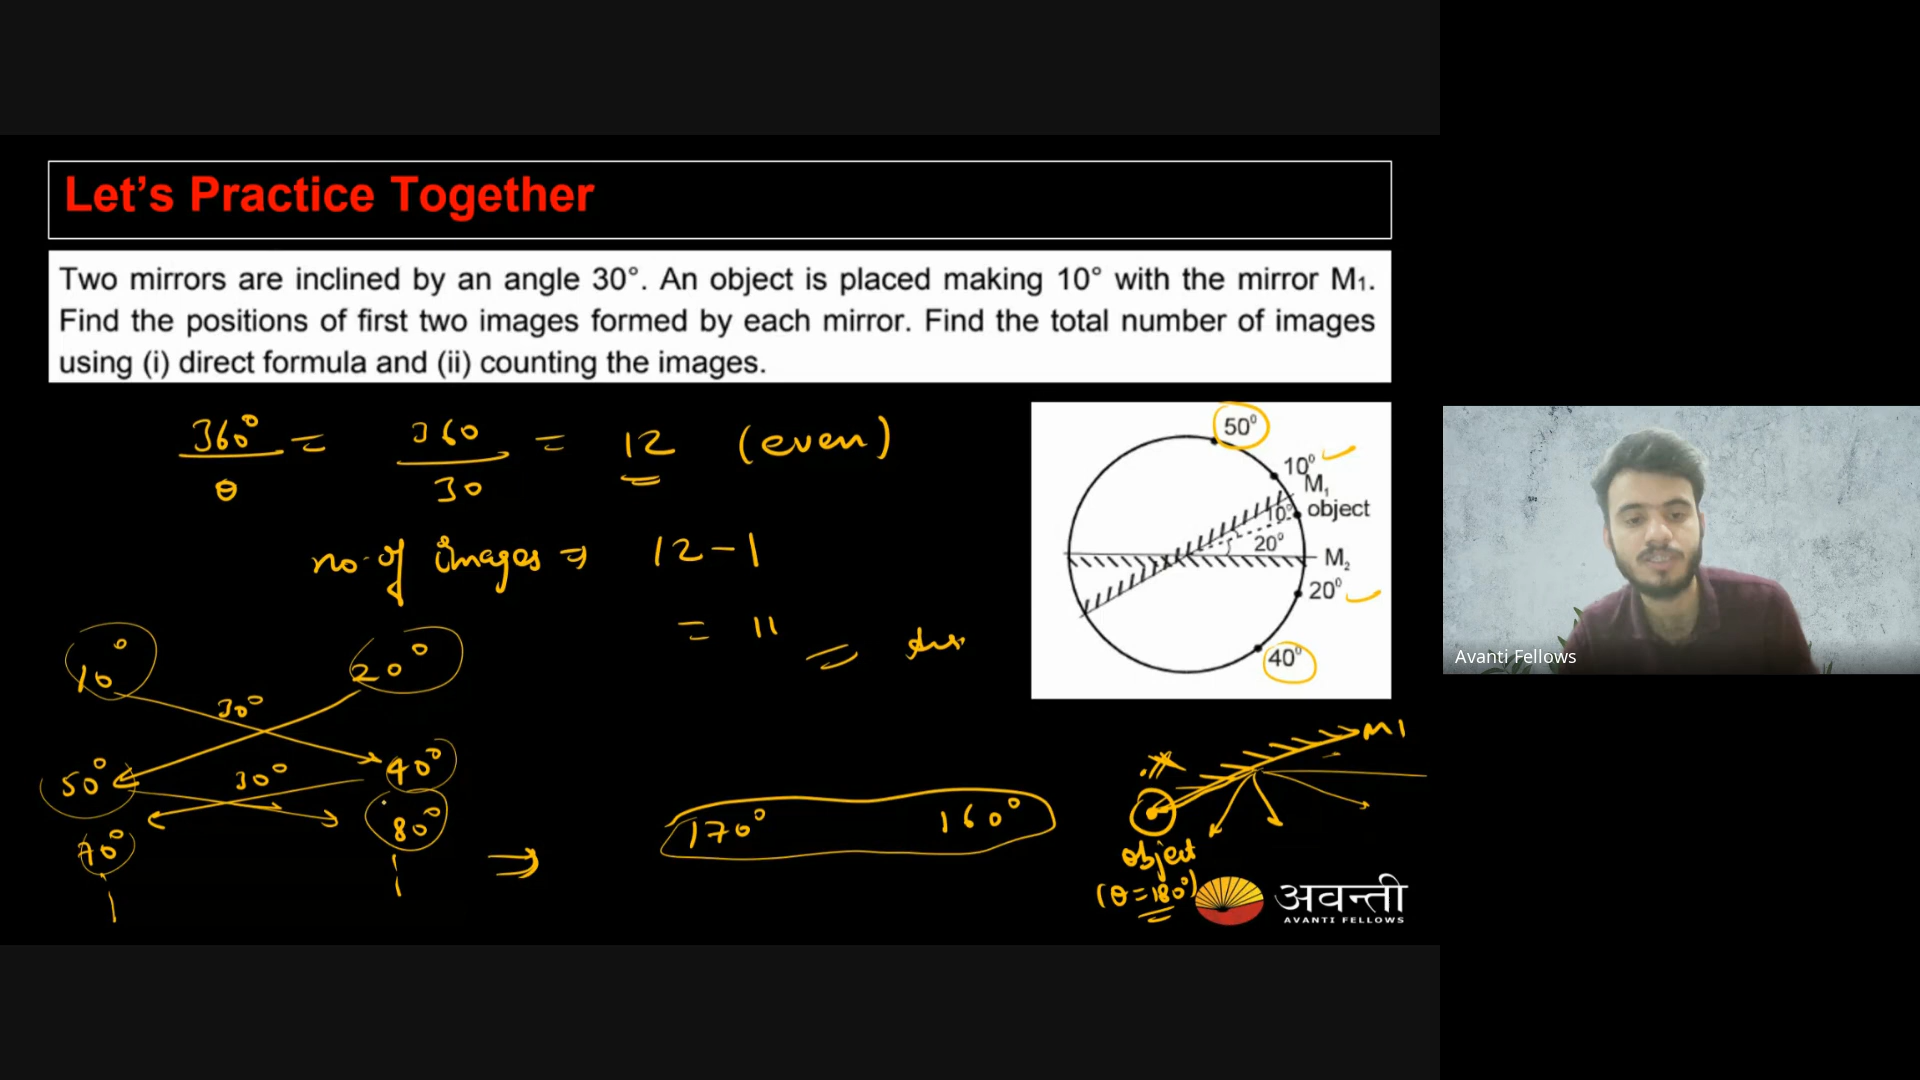 Let's Practice Together
Two mirrors are inclined by an angle 30°. An object is placed making 10° with the mirror M₁.
Find the positions of first two images formed by each mirror. Find the total number of images
using (i) direct formula and (ii) counting the images.
360°/θ = 360/30 = 12 (even)
no. of images ⇒ 12-1
= 11 Ans
10° 20°
30°
50° 40°
30°
70° 80°
⇒ 170° 160°
50°
10°
M₁
10° object
20° M₂
20°
40°
M1
object
(θ=180°)
अवन्ती
AVANTI FELLOWS
Avanti Fellows